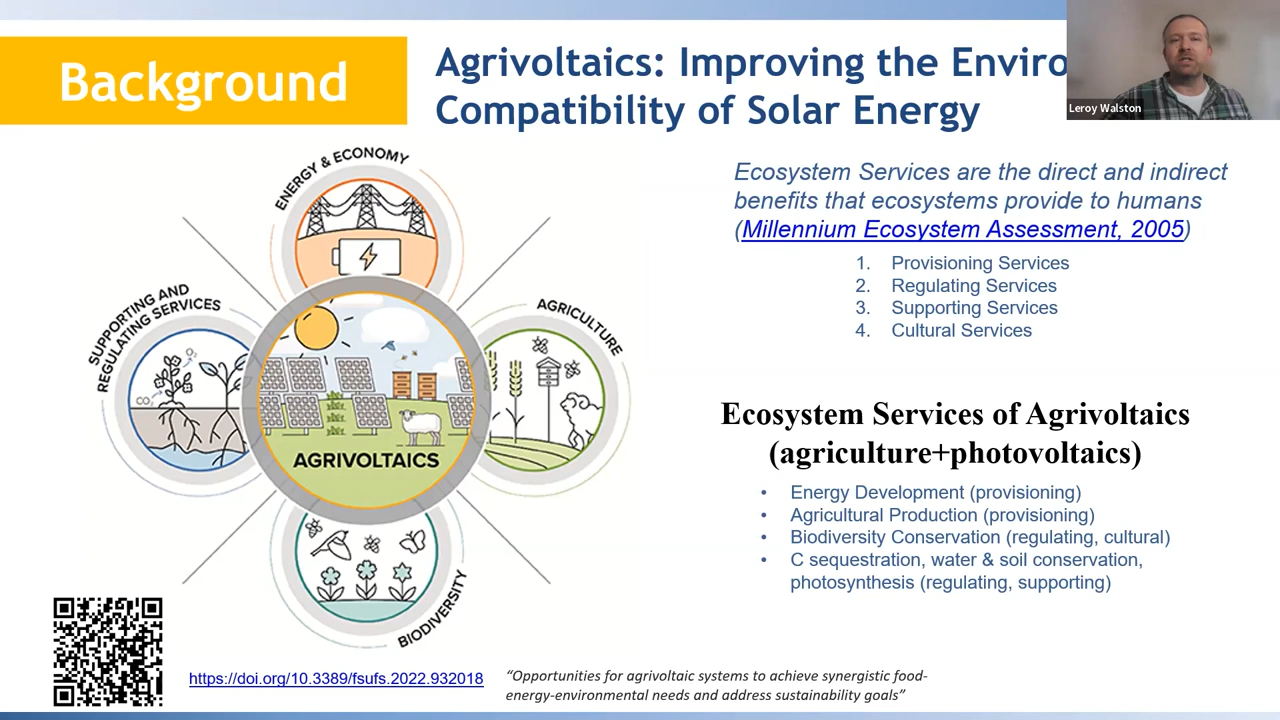 Background
Agrivoltaics: Improving the Enviro
Compatibility of Solar Energy
Leroy Walston
ENERGY & ECONOMY
SUPPORTING AND
REGULATING SERVICES
O₂
CO₂
AGRICULTURE
AGRIVOLTAICS
BIODIVERSITY
Ecosystem Services are the direct and indirect
benefits that ecosystems provide to humans
(Millennium Ecosystem Assessment, 2005)
1. Provisioning Services
2. Regulating Services
3. Supporting Services
4. Cultural Services
Ecosystem Services of Agrivoltaics
(agriculture+photovoltaics)
• Energy Development (provisioning)
• Agricultural Production (provisioning)
• Biodiversity Conservation (regulating, cultural)
• C sequestration, water & soil conservation,
photosynthesis (regulating, supporting)
https://doi.org/10.3389/fsufs.2022.932018
“Opportunities for agrivoltaic systems to achieve synergistic food-
energy-environmental needs and address sustainability goals”